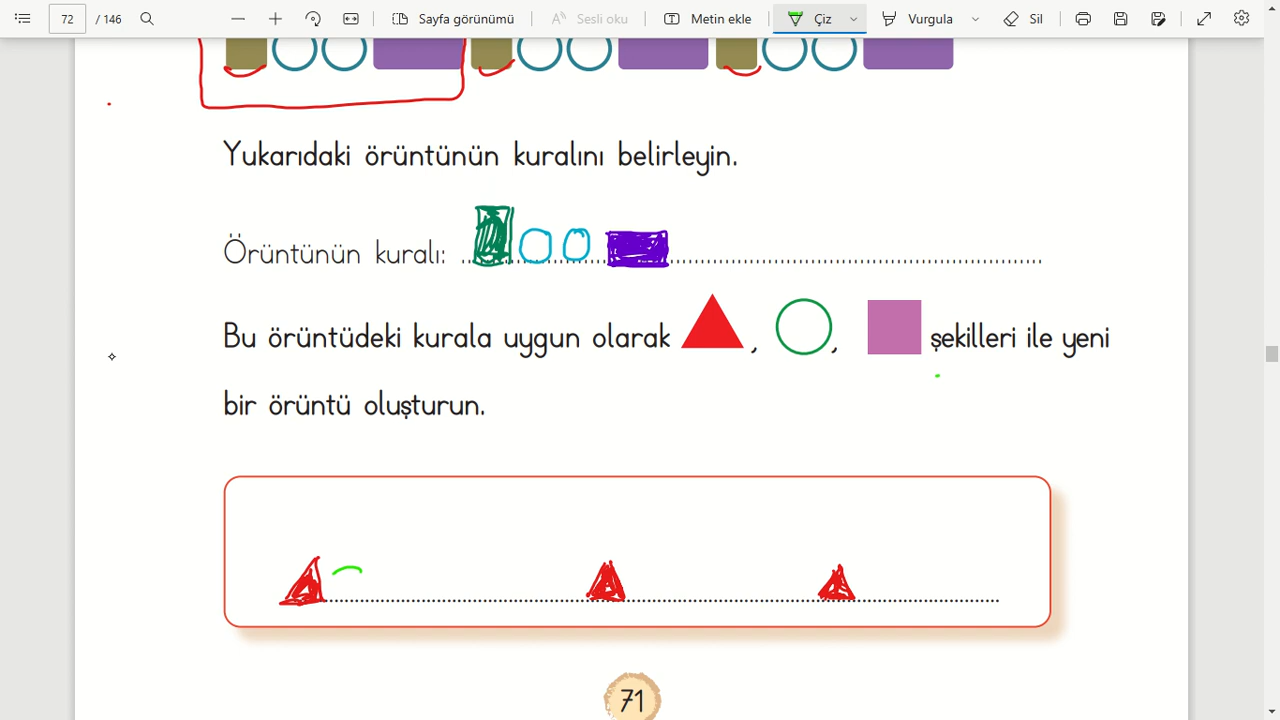 72 / 146 Sayfa görünümü Sesli oku Metin ekle Çiz Vurgula Sil
Yukarıdaki örüntünün kuralını belirleyin.
Örüntünün kuralı:
Bu örüntüdeki kurala uygun olarak , , şekilleri ile yeni
bir örüntü oluşturun.
71